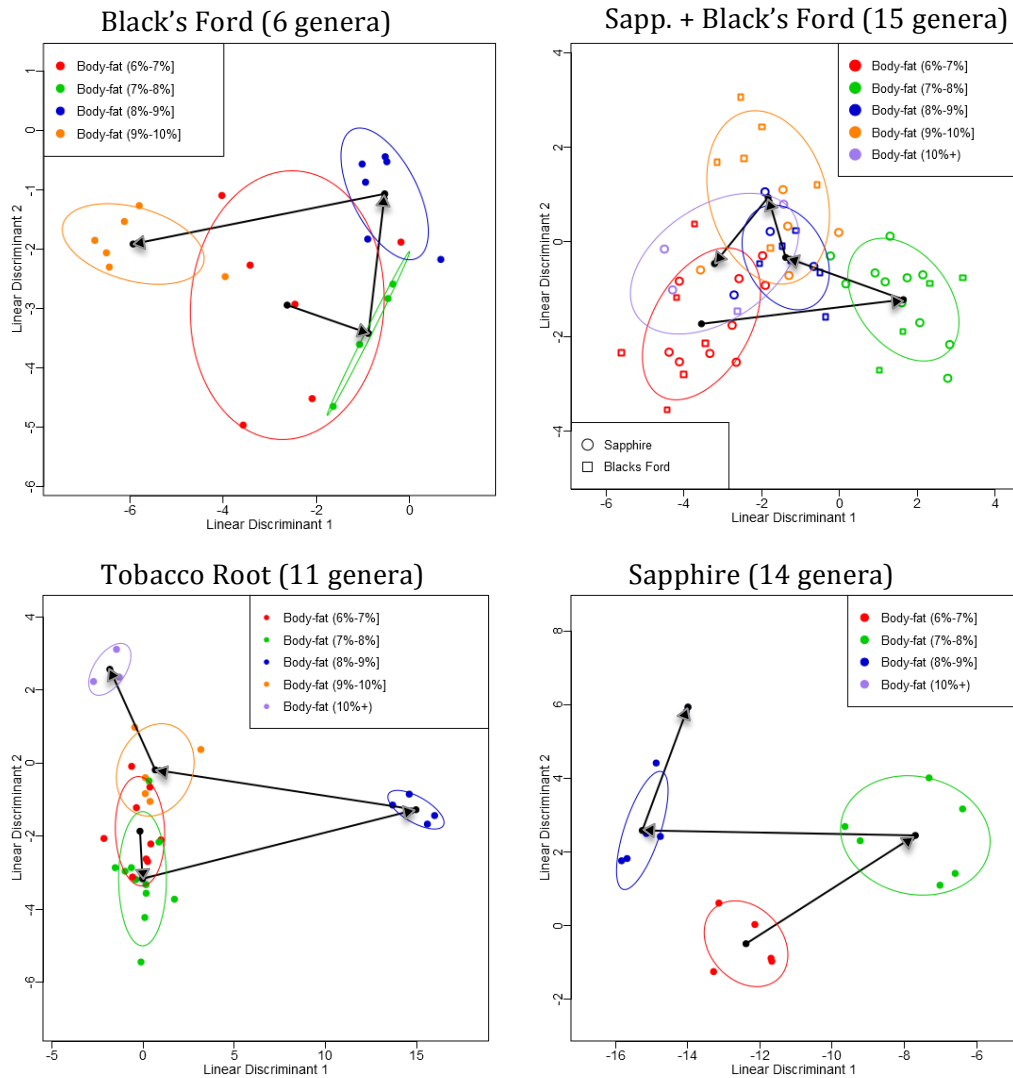 Black's Ford (6 genera)
Body-fat (6%-7%]
Body-fat (7%-8%]
Body-fat (8%-9%]
Body-fat (9%-10%]
1
0
-1
-2
-3
-4
-5
-6
Linear Discriminant 2
-6
-4
-2
0
Linear Discriminant 1
Sapp. + Black's Ford (15 genera)
Body-fat (6%-7%]
Body-fat (7%-8%]
Body-fat (8%-9%]
Body-fat (9%-10%]
Body-fat (10%+)
4
2
0
-2
-4
Linear Discriminant 2
Sapphire
Blacks Ford
-6
-4
-2
0
2
4
Linear Discriminant 1
Tobacco Root (11 genera)
Body-fat (6%-7%]
Body-fat (7%-8%]
Body-fat (8%-9%]
Body-fat (9%-10%]
Body-fat (10%+)
4
2
0
-2
-4
-6
Linear Discriminant 2
-5
0
5
10
15
Linear Discriminant 1
Sapphire (14 genera)
Body-fat (6%-7%]
Body-fat (7%-8%]
Body-fat (8%-9%]
Body-fat (10%+)
8
6
4
2
0
-2
Linear Discriminant 2
-16
-14
-12
-10
-8
-6
Linear Discriminant 1